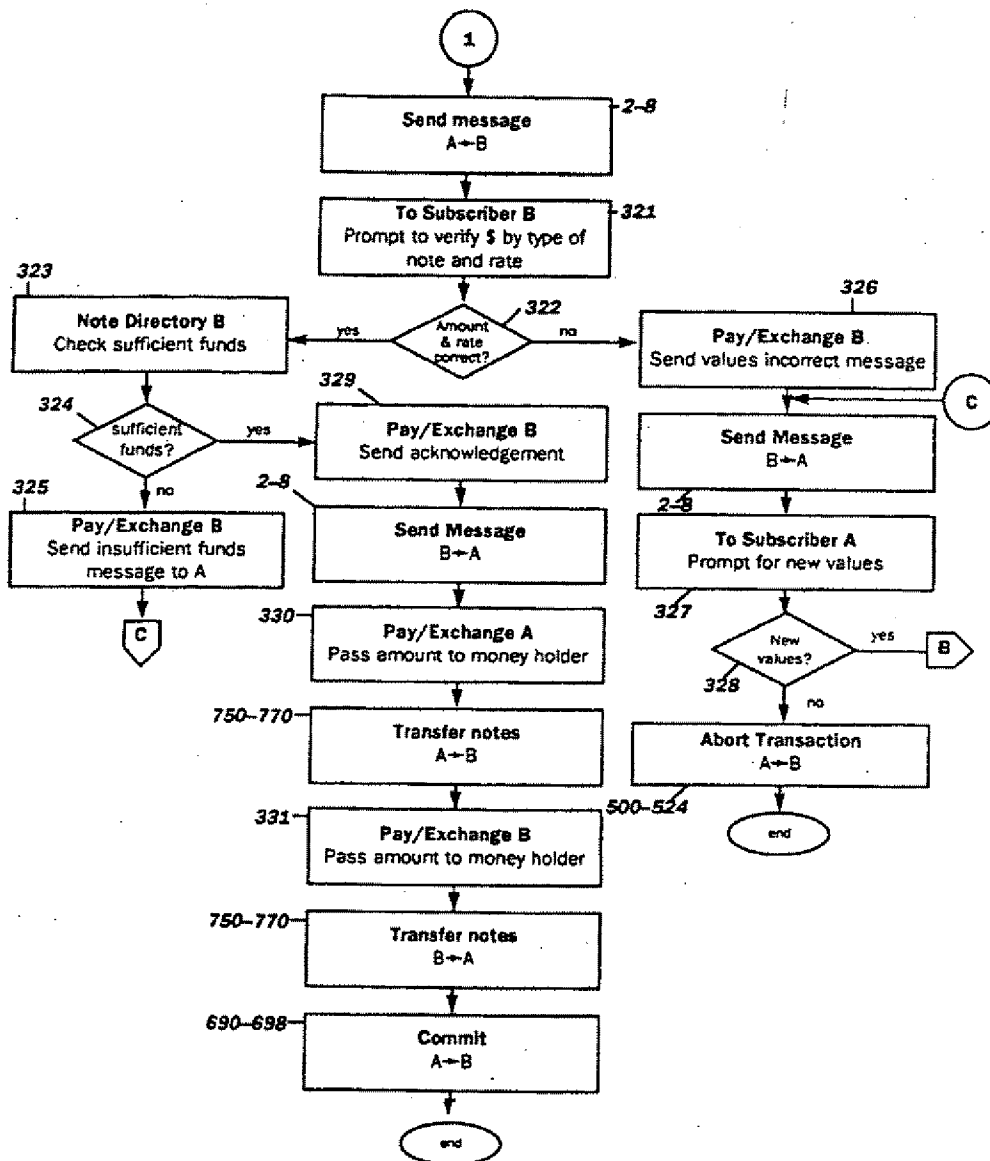 1
2-8
Send message
A→B
321
To Subscriber B
Prompt to verify $ by type of
note and rate
323
Note Directory B
Check sufficient funds
yes
322
Amount
& rate
correct?
no
326
Pay/Exchange B
Send values incorrect message
324
sufficient
funds?
yes
329
Pay/Exchange B
Send acknowledgement
C
Send Message
B→A
2-8
no
325
Pay/Exchange B
Send insufficient funds
message to A
C
2-8
Send Message
B→A
To Subscriber A
Prompt for new values
327
330
Pay/Exchange A
Pass amount to money holder
New
values?
328
yes
B
no
750-770
Transfer notes
A→B
Abort Transaction
A→B
500-524
end
331
Pay/Exchange B
Pass amount to money holder
750-770
Transfer notes
B→A
690-698
Commit
A→B
end